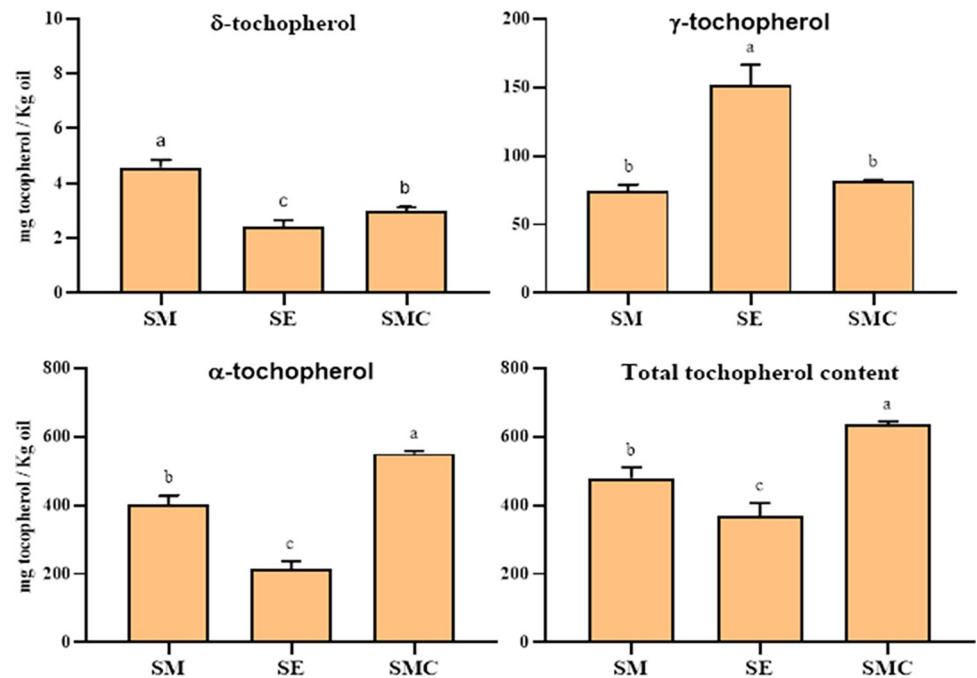 δ-tochopherol
mg tocopherol / Kg oil
10
8
6
4
2
0
a
c
b
SM SE SMC
γ-tochopherol
200
150
100
50
0
b
a
b
SM SE SMC
α-tochopherol
mg tocopherol / Kg oil
800
600
400
200
0
b
c
a
SM SE SMC
Total tochopherol content
800
600
400
200
0
b
c
a
SM SE SMC